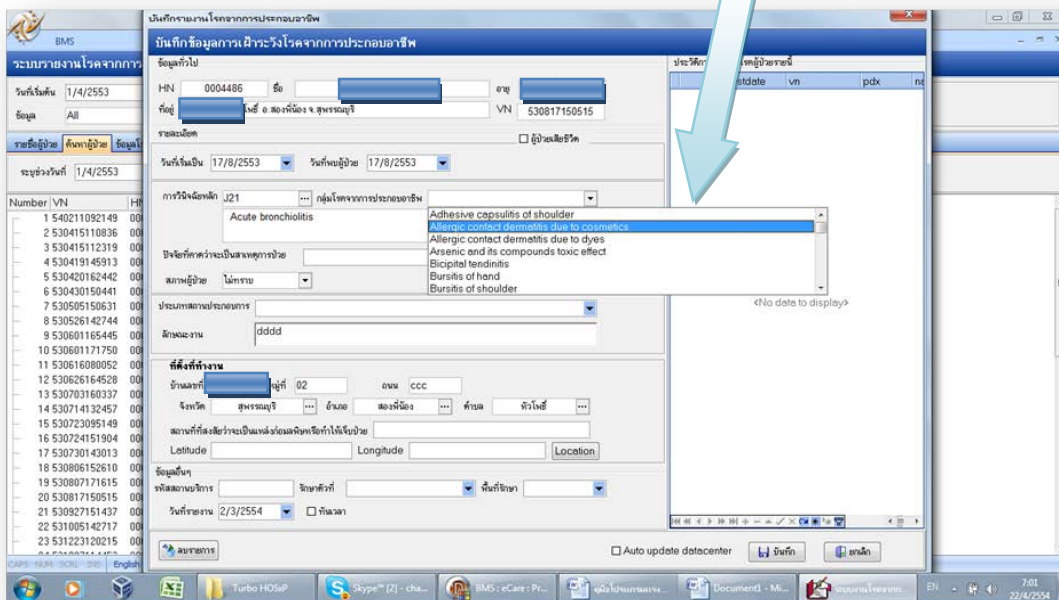 บันทึกรายงานโรคจากการประกอบอาชีพ
BMS
บันทึกข้อมูลการเฝ้าระวังโรคจากการประกอบอาชีพ
ระบบรายงานโรคจากการ
ข้อมูลทั่วไป
HN 0004486 ชื่อ อายุ
ที่อยู่ โพธิ์ อ.สองพี่น้อง จ.สุพรรณบุรี VN 530817150515
วันที่เริ่มต้น 1/4/2553
ข้อมูล All
stdate vn pdx
รายละเอียด
ผู้ป่วยเสียชีวิต
รายชื่อผู้ป่วย ค้นหาผู้ป่วย
วันที่เริ่มเป็น 17/8/2553 วันที่พบผู้ป่วย 17/8/2553
ระบุช่วงวันที่ 1/4/2553
การวินิจฉัยหลัก J21 ... กลุ่มโรคจากการประกอบอาชีพ
Acute bronchiolitis
Adhesive capsulitis of shoulder
Allergic contact dermatitis due to cosmetics
Allergic contact dermatitis due to dyes
Arsenic and its compounds toxic effect
Bicipital tendinitis
Bursitis of hand
Bursitis of shoulder
ปัจจัยที่คาดว่าจะเป็นสาเหตุการป่วย
สภาพผู้ป่วย ไม่ทราบ
<No data to display>
ประเภทสถานประกอบการ
ลักษณะงาน dddd
ที่ตั้งที่ทำงาน
บ้านเลขที่ หมู่ที่ 02 ถนน ccc
จังหวัด สุพรรณบุรี ... อำเภอ สองพี่น้อง ... ตำบล หัวโพธิ์ ...
สถานที่ที่สงสัยว่าจะเป็นแหล่งก่อมลพิษหรือทำให้เจ็บป่วย
Latitude Longitude Location
ข้อมูลอื่นๆ
รหัสสถานบริการ รักษาตัวที่ พื้นที่รักษา
วันที่รายงาน 2/3/2554 ทันเวลา
Number VN
1 540211092149
2 530415110836
3 530415112319
4 530419145913
5 530420162442
6 530430150441
7 530505150631
8 530526142744
9 530601165445
10 530601171750
11 530616080052
12 530626164528
13 530703160337
14 530714132457
15 530723095149
16 530724151904
17 530730143013
18 530806152610
19 530807171615
20 530817150515
21 530927151437
22 531005142717
23 531223120215
ลบรายการ Auto update datacenter บันทึก ยกเลิก
CAPS NUM SCRL INS English
Turbo HOSxP Skype™ [2] - cha... BMS : eCare : Pr... Document1 - Mi... EN 7:01
22/4/2554